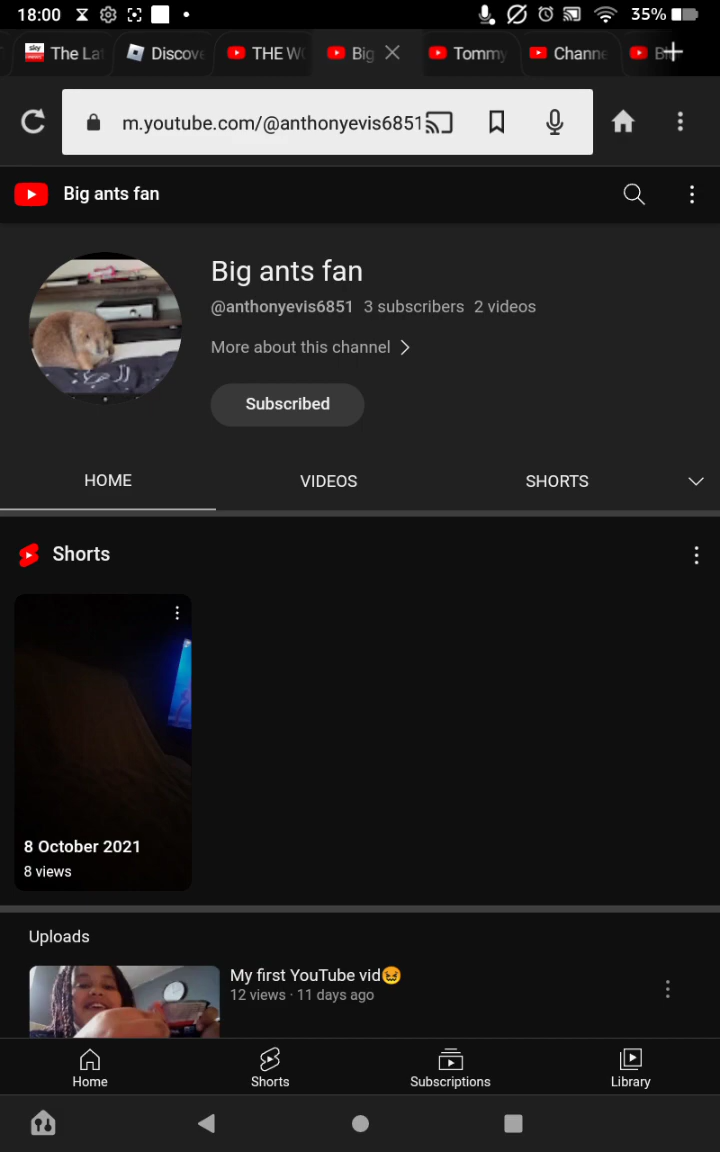 18:00
35%
The La
Discov
THE WO
Big
Tommy
Channe
m.youtube.com/@anthonyevis6851
Big ants fan
Big ants fan
@anthonyevis6851 3 subscribers 2 videos
More about this channel
Subscribed
HOME VIDEOS SHORTS
Shorts
8 October 2021
8 views
Uploads
My first YouTube vid😖
12 views · 11 days ago
Home Shorts Subscriptions Library